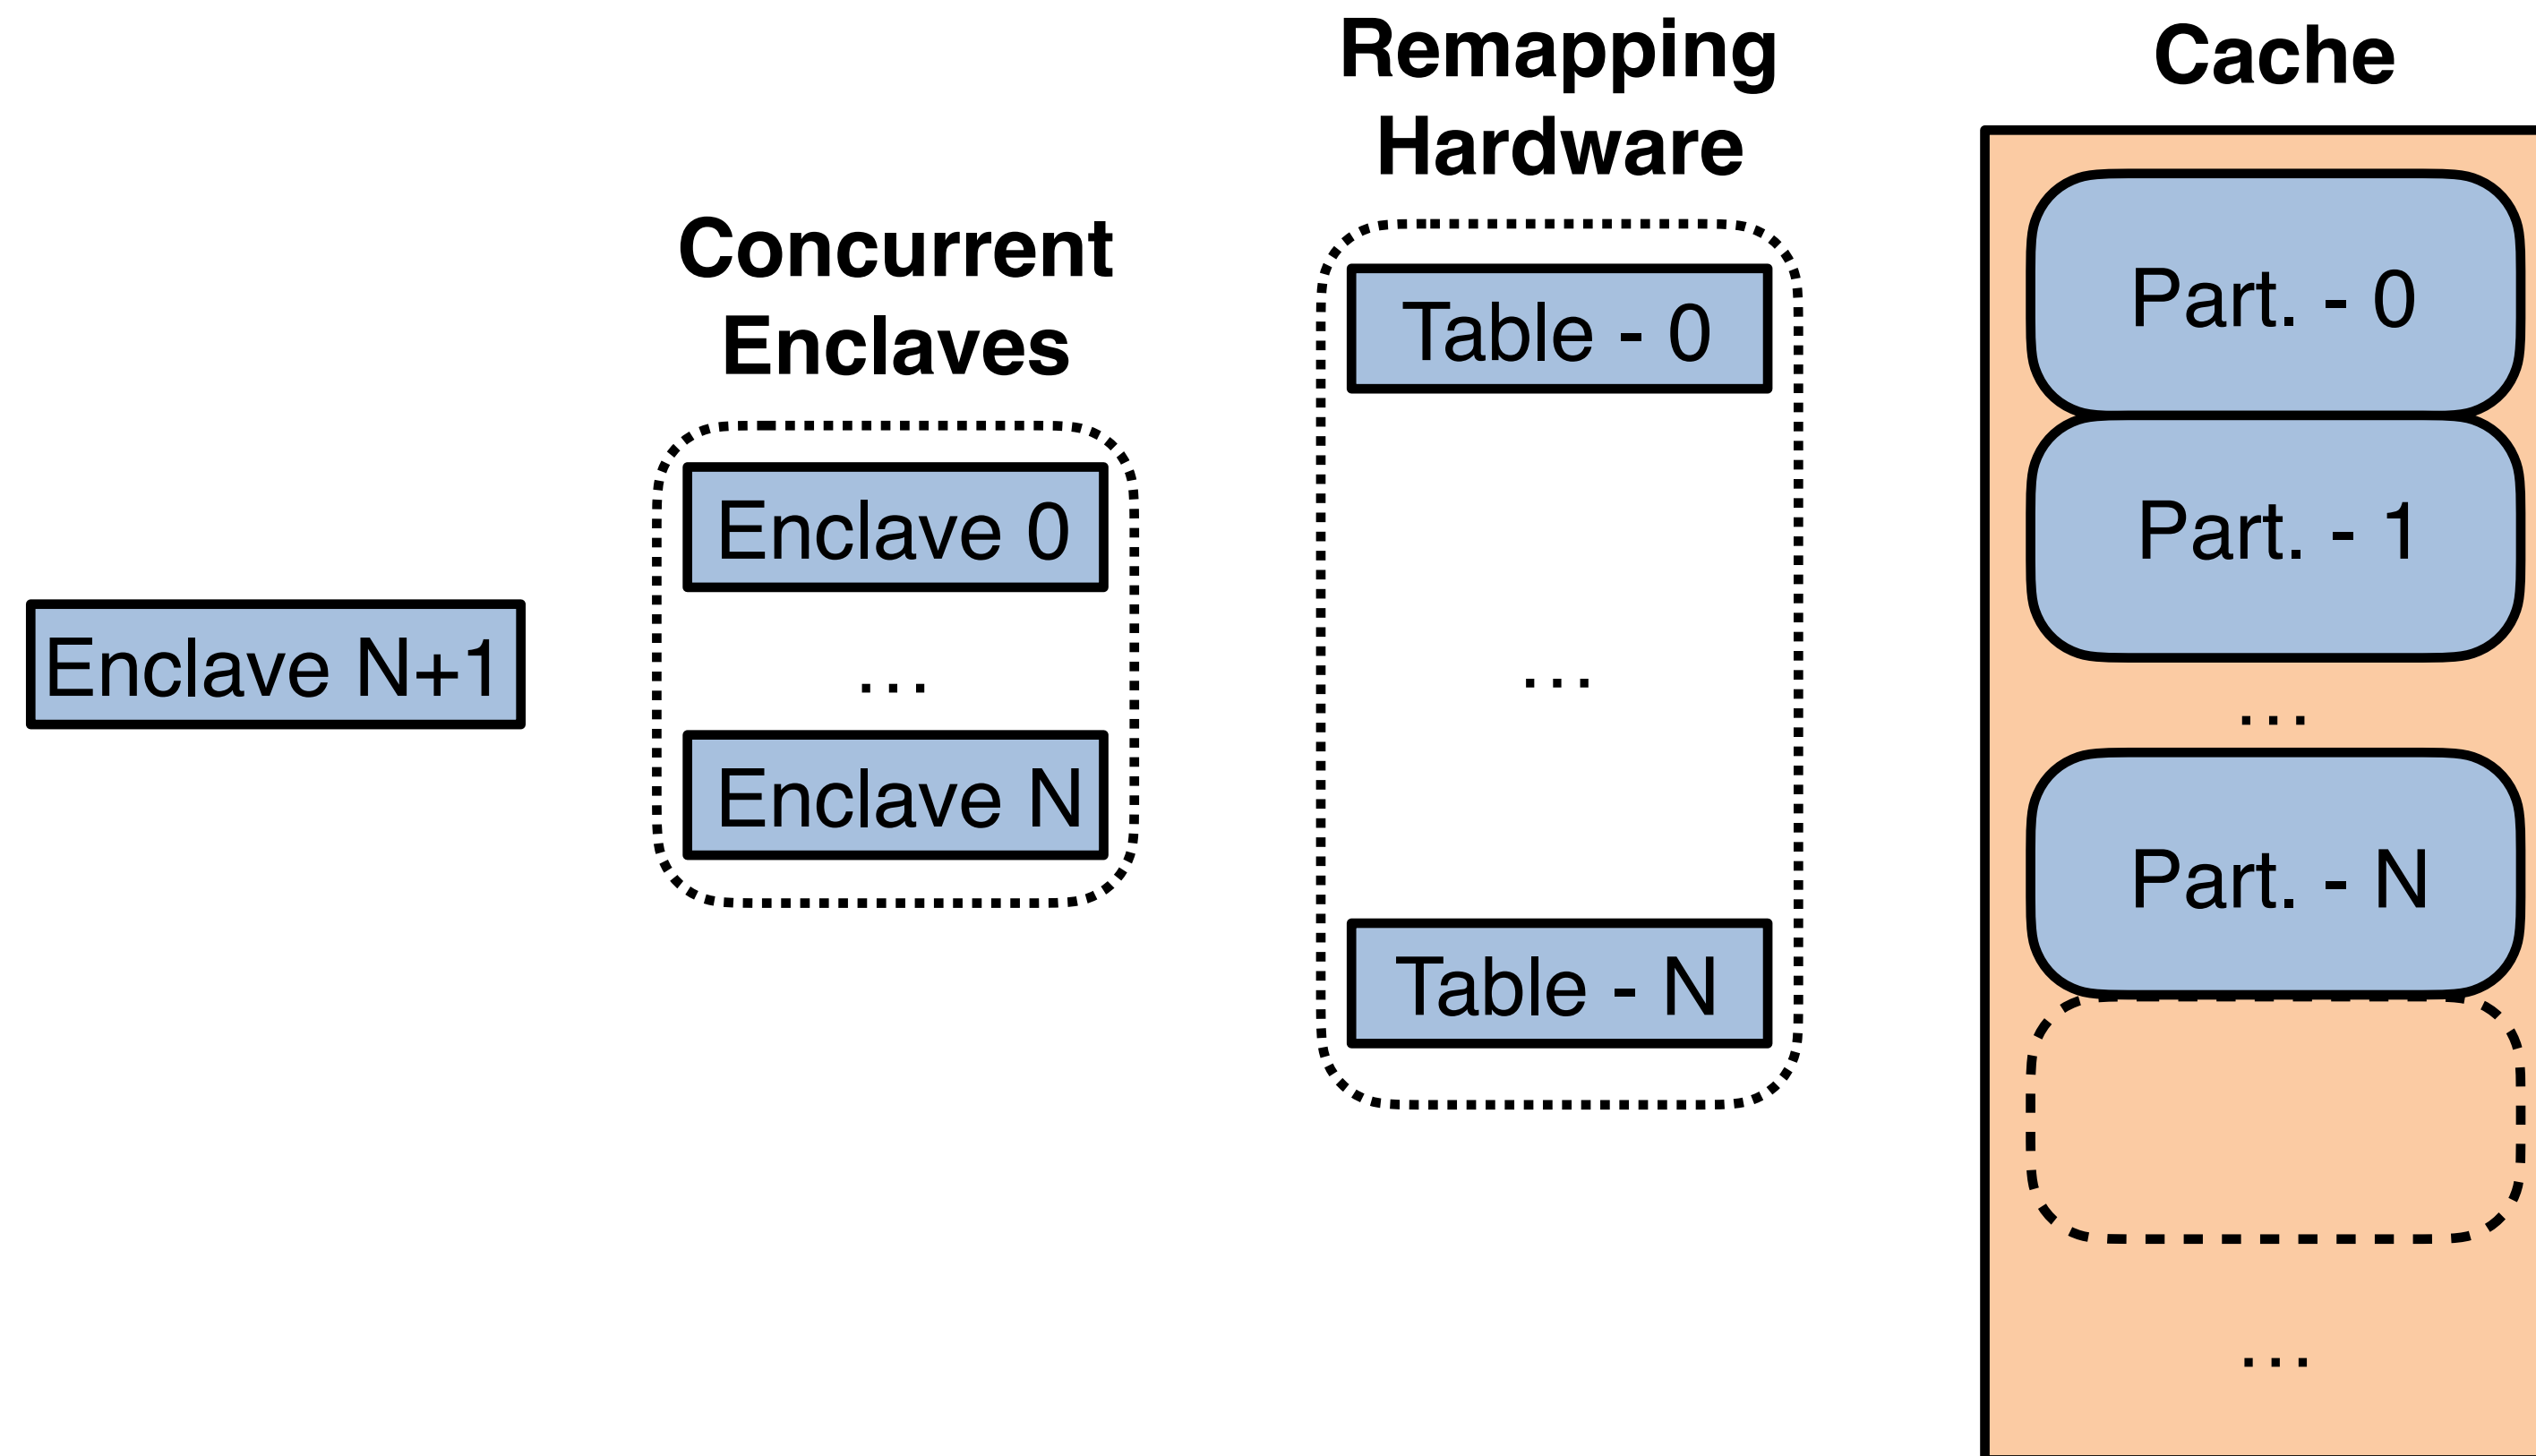 Enclave N+1
Concurrent
Enclaves
Enclave 0
...
Enclave N
Remapping
Hardware
Table - 0
...
Table - N
Cache
Part. - 0
Part. - 1
...
Part. - N
...